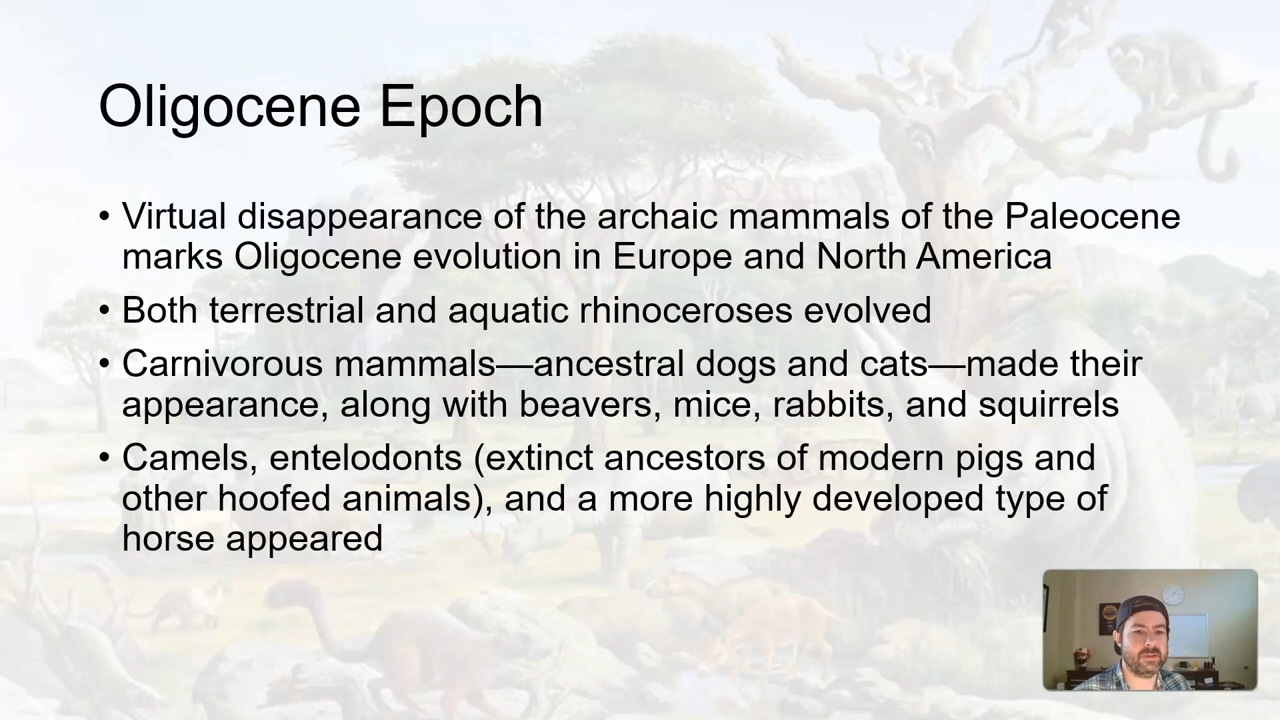 Oligocene Epoch
• Virtual disappearance of the archaic mammals of the Paleocene
marks Oligocene evolution in Europe and North America
• Both terrestrial and aquatic rhinoceroses evolved
• Carnivorous mammals—ancestral dogs and cats—made their
appearance, along with beavers, mice, rabbits, and squirrels
• Camels, entelodonts (extinct ancestors of modern pigs and
other hoofed animals), and a more highly developed type of
horse appeared